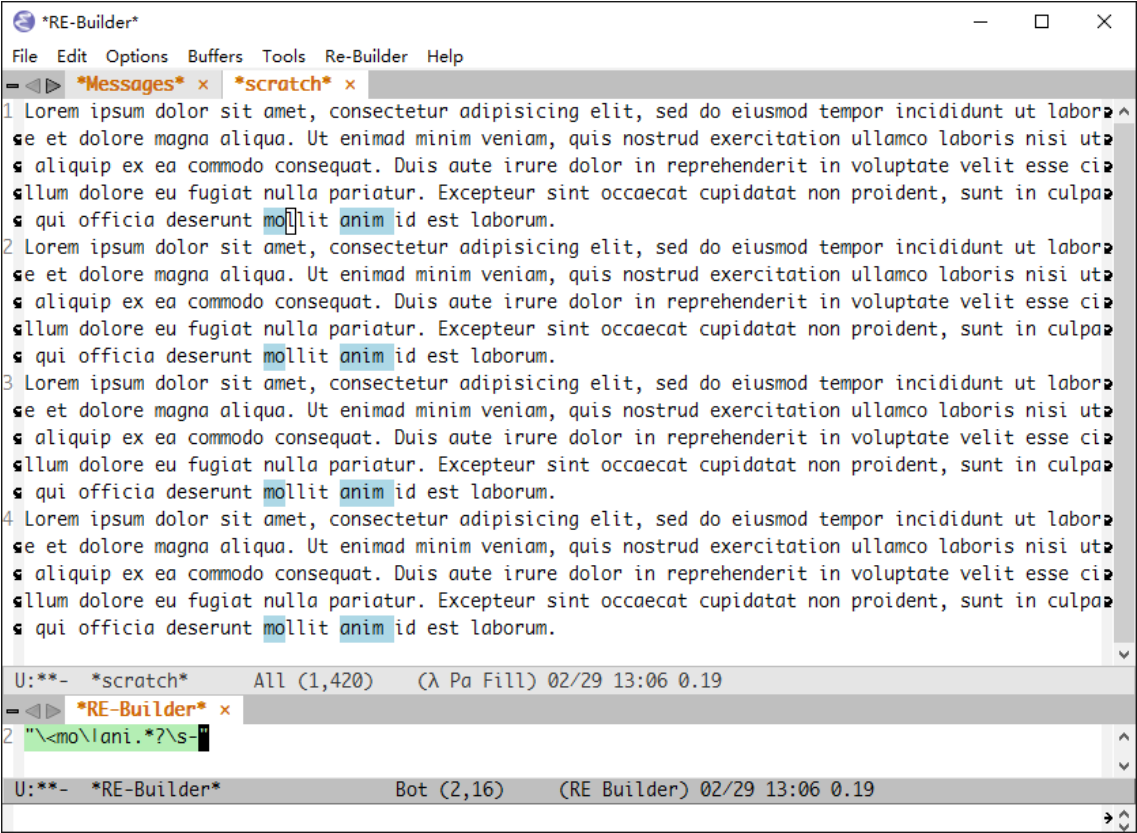 *RE-Builder*
File Edit Options Buffers Tools Re-Builder Help
*Messages* × *scratch* ×
1 Lorem ipsum dolor sit amet, consectetur adipisicing elit, sed do eiusmod tempor incididunt ut labor
e et dolore magna aliqua. Ut enimad minim veniam, quis nostrud exercitation ullamco laboris nisi ut
aliquip ex ea commodo consequat. Duis aute irure dolor in reprehenderit in voluptate velit esse ci
llum dolore eu fugiat nulla pariatur. Excepteur sint occaecat cupidatat non proident, sunt in culpa
qui officia deserunt mollit anim id est laborum.
2 Lorem ipsum dolor sit amet, consectetur adipisicing elit, sed do eiusmod tempor incididunt ut labor
e et dolore magna aliqua. Ut enimad minim veniam, quis nostrud exercitation ullamco laboris nisi ut
aliquip ex ea commodo consequat. Duis aute irure dolor in reprehenderit in voluptate velit esse ci
llum dolore eu fugiat nulla pariatur. Excepteur sint occaecat cupidatat non proident, sunt in culpa
qui officia deserunt mollit anim id est laborum.
3 Lorem ipsum dolor sit amet, consectetur adipisicing elit, sed do eiusmod tempor incididunt ut labor
e et dolore magna aliqua. Ut enimad minim veniam, quis nostrud exercitation ullamco laboris nisi ut
aliquip ex ea commodo consequat. Duis aute irure dolor in reprehenderit in voluptate velit esse ci
llum dolore eu fugiat nulla pariatur. Excepteur sint occaecat cupidatat non proident, sunt in culpa
qui officia deserunt mollit anim id est laborum.
4 Lorem ipsum dolor sit amet, consectetur adipisicing elit, sed do eiusmod tempor incididunt ut labor
e et dolore magna aliqua. Ut enimad minim veniam, quis nostrud exercitation ullamco laboris nisi ut
aliquip ex ea commodo consequat. Duis aute irure dolor in reprehenderit in voluptate velit esse ci
llum dolore eu fugiat nulla pariatur. Excepteur sint occaecat cupidatat non proident, sunt in culpa
qui officia deserunt mollit anim id est laborum.
U:**- *scratch* All (1,420) (λ Pa Fill) 02/29 13:06 0.19
*RE-Builder* ×
2 "\<mo\|ani.*?\s-"
U:**- *RE-Builder* Bot (2,16) (RE Builder) 02/29 13:06 0.19